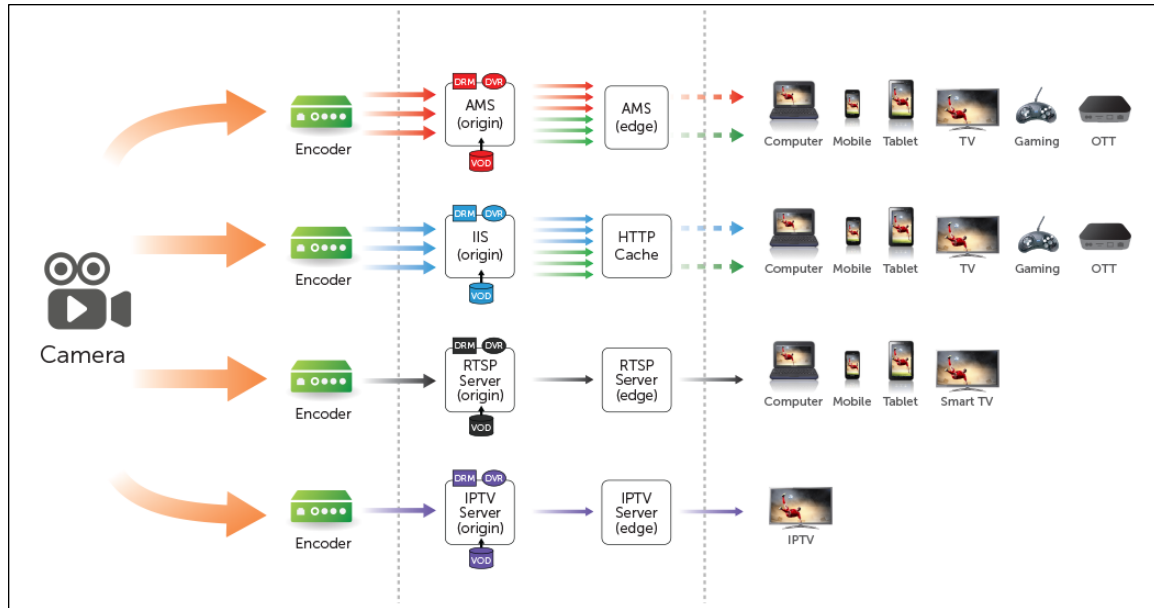 DRM DVR
AMS
(origin)
VOD
Encoder
AMS
(edge)
Computer Mobile Tablet TV Gaming OTT
DRM DVR
IIS
(origin)
VOD
Encoder
HTTP
Cache
Computer Mobile Tablet TV Gaming OTT
Camera
DRM DVR
RTSP
Server
(origin)
VOD
Encoder
RTSP
Server
(edge)
Computer Mobile Tablet Smart TV
DRM DVR
IPTV
Server
(origin)
VOD
Encoder
IPTV
Server
(edge)
IPTV